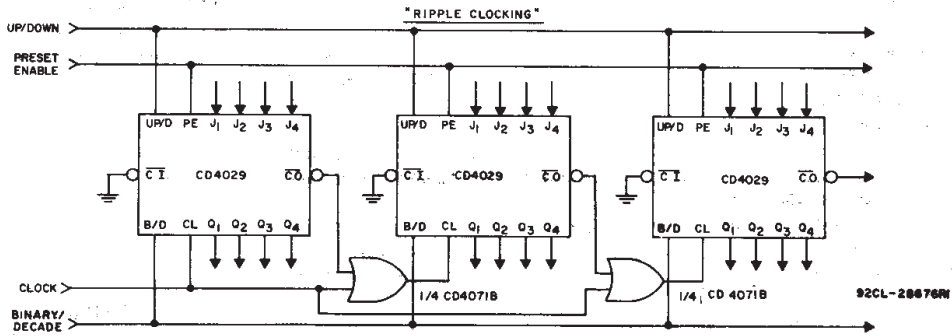 "RIPPLE CLOCKING"
UP/DOWN
PRESET
ENABLE
UP/D PE J1 J2 J3 J4
C I CD4029 C O
B/D CL Q1 Q2 Q3 Q4
UP/D PE J1 J2 J3 J4
C I CD4029 C O
B/D CL Q1 Q2 Q3 Q4
UP/D PE J1 J2 J3 J4
C I CD4029 C O
B/D CL Q1 Q2 Q3 Q4
CLOCK
1/4 CD4071B
1/4 CD 4071B
92CL-28676R1
BINARY/
DECADE